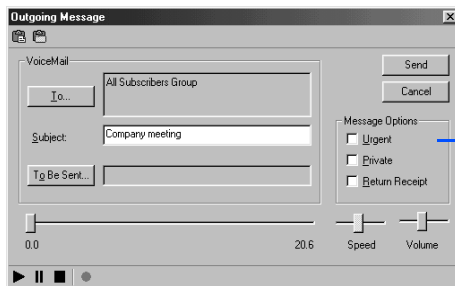 Outgoing Message
VoiceMail
To...
All Subscribers Group
Subject:
Company meeting
To Be Sent...
Send
Cancel
Message Options
Urgent
Private
Return Receipt
0.0
20.6
Speed
Volume